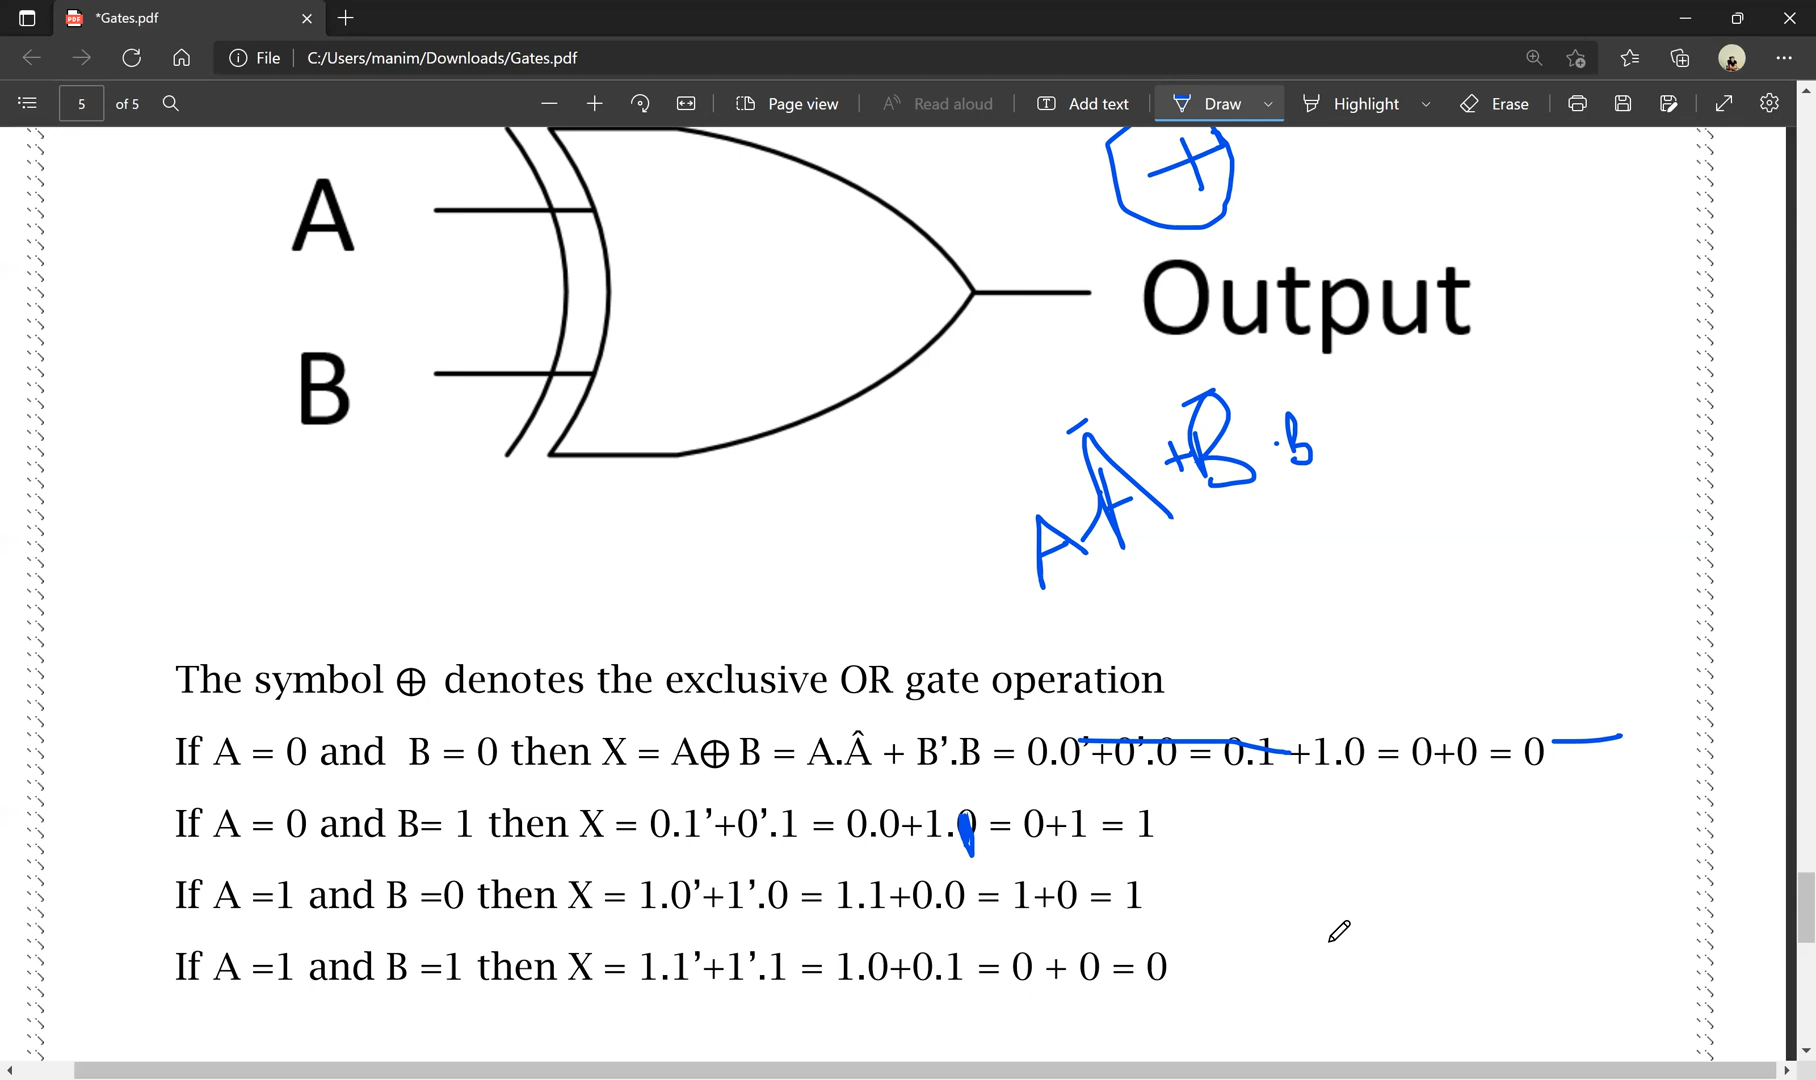 *Gates.pdf
File C:/Users/manim/Downloads/Gates.pdf
5 of 5 Page view Read aloud Add text Draw Highlight Erase
A
+
Output
B
A Ā + B̄ . B
The symbol ⊕ denotes the exclusive OR gate operation
If A = 0 and B = 0 then X = A⊕ B = A.Â + B’.B = 0.0’+0’.0 = 0.1 +1.0 = 0+0 = 0
If A = 0 and B= 1 then X = 0.1’+0’.1 = 0.0+1.0 = 0+1 = 1
If A =1 and B =0 then X = 1.0’+1’.0 = 1.1+0.0 = 1+0 = 1
If A =1 and B =1 then X = 1.1’+1’.1 = 1.0+0.1 = 0 + 0 = 0